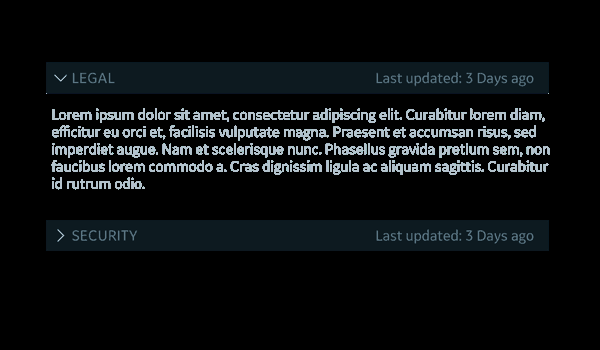 LEGAL Last updated: 3 Days ago
Lorem ipsum dolor sit amet, consectetur adipiscing elit. Curabitur lorem diam,
efficitur eu orci et, facilisis vulputate magna. Praesent et accumsan risus, sed
imperdiet augue. Nam et scelerisque nunc. Phasellus gravida pretium sem, non
faucibus lorem commodo a. Cras dignissim ligula ac aliquam sagittis. Curabitur
id rutrum odio.
SECURITY Last updated: 3 Days ago